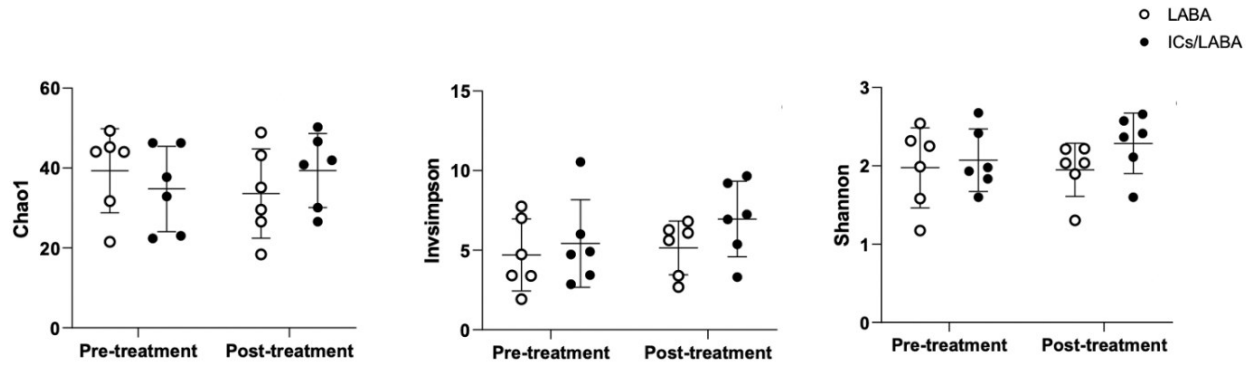 LABA
ICs/LABA
Chao1
60
40
20
0
Pre-treatment
Post-treatment
Invsimpson
15
10
5
0
Pre-treatment
Post-treatment
Shannon
3
2
1
0
Pre-treatment
Post-treatment